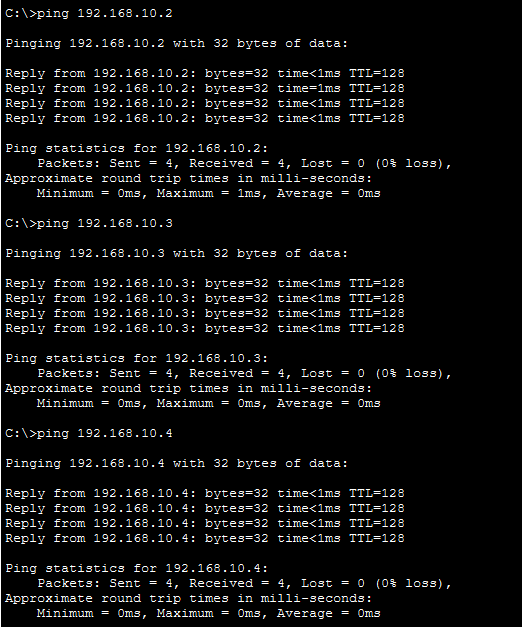 C:\>ping 192.168.10.2
Pinging 192.168.10.2 with 32 bytes of data:
Reply from 192.168.10.2: bytes=32 time<1ms TTL=128
Reply from 192.168.10.2: bytes=32 time=1ms TTL=128
Reply from 192.168.10.2: bytes=32 time<1ms TTL=128
Reply from 192.168.10.2: bytes=32 time<1ms TTL=128
Ping statistics for 192.168.10.2:
    Packets: Sent = 4, Received = 4, Lost = 0 (0% loss),
Approximate round trip times in milli-seconds:
    Minimum = 0ms, Maximum = 1ms, Average = 0ms
C:\>ping 192.168.10.3
Pinging 192.168.10.3 with 32 bytes of data:
Reply from 192.168.10.3: bytes=32 time<1ms TTL=128
Reply from 192.168.10.3: bytes=32 time<1ms TTL=128
Reply from 192.168.10.3: bytes=32 time<1ms TTL=128
Reply from 192.168.10.3: bytes=32 time<1ms TTL=128
Ping statistics for 192.168.10.3:
    Packets: Sent = 4, Received = 4, Lost = 0 (0% loss),
Approximate round trip times in milli-seconds:
    Minimum = 0ms, Maximum = 0ms, Average = 0ms
C:\>ping 192.168.10.4
Pinging 192.168.10.4 with 32 bytes of data:
Reply from 192.168.10.4: bytes=32 time<1ms TTL=128
Reply from 192.168.10.4: bytes=32 time<1ms TTL=128
Reply from 192.168.10.4: bytes=32 time<1ms TTL=128
Reply from 192.168.10.4: bytes=32 time<1ms TTL=128
Ping statistics for 192.168.10.4:
    Packets: Sent = 4, Received = 4, Lost = 0 (0% loss),
Approximate round trip times in milli-seconds:
    Minimum = 0ms, Maximum = 0ms, Average = 0ms